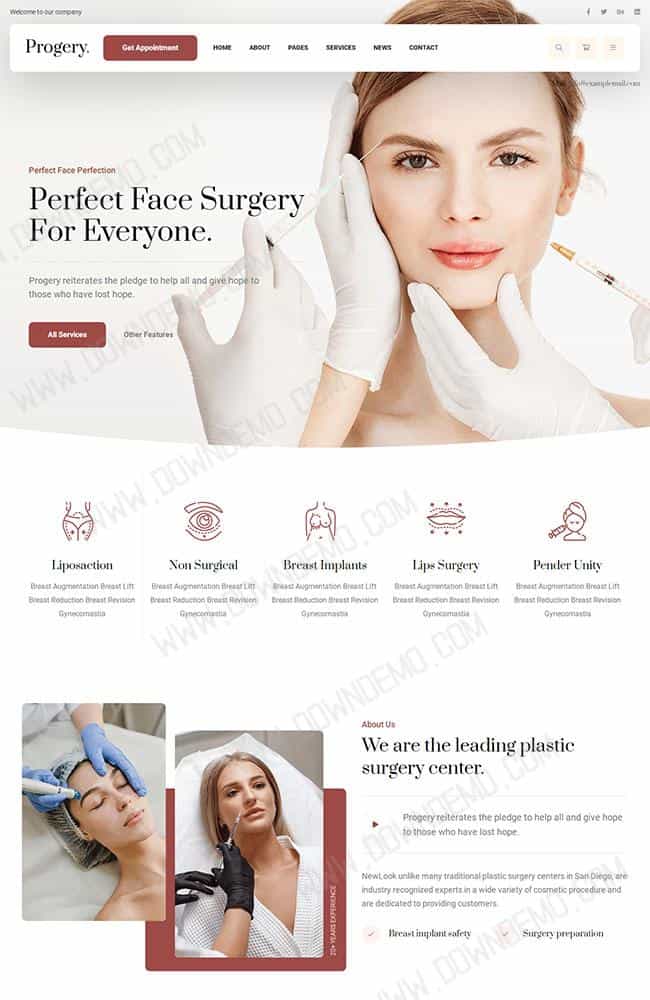 Welcome to our company
Progery.
Get Appointment
HOME ABOUT PAGES SERVICES NEWS CONTACT
Perfect Face Perfection
Perfect Face Surgery
For Everyone.
Progery reiterates the pledge to help all and give hope to
those who have lost hope.
All Services
Other Features
Liposaction
Breast Augmentation Breast Lift
Breast Reduction Breast Revision
Gynecomastia
Non Surgical
Breast Augmentation Breast Lift
Breast Reduction Breast Revision
Gynecomastia
Breast Implants
Breast Augmentation Breast Lift
Breast Reduction Breast Revision
Gynecomastia
Lips Surgery
Breast Augmentation Breast Lift
Breast Reduction Breast Revision
Gynecomastia
Pender Unity
Breast Augmentation Breast Lift
Breast Reduction Breast Revision
Gynecomastia
20+ YEARS EXPERIENCE
About Us
We are the leading plastic
surgery center.
Progery reiterates the pledge to help all and give hope
to those who have lost hope.
NewLook unlike many traditional plastic surgery centers in San Diego, are
industry recognized experts in a wide variety of cosmetic procedure and
are dedicated to providing customers.
Breast implant safety
Surgery preparation
WWW.DOWNDEMO.COM
WWW.DOWNDEMO.COM
WWW.DOWNDEMO.COM